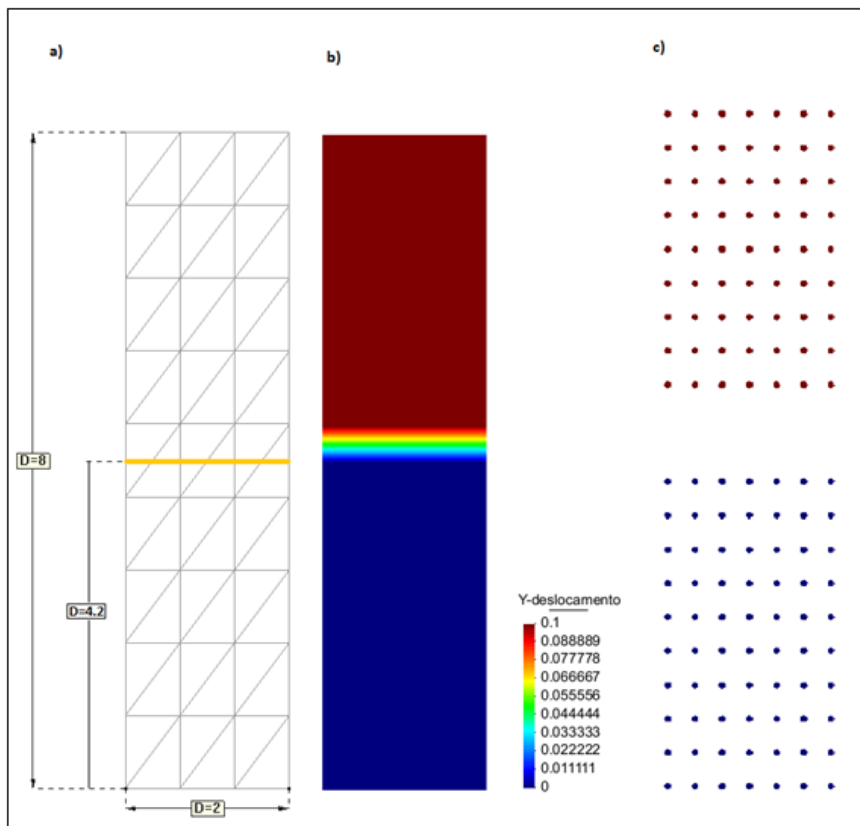 a)
b)
c)
D=8
D=4.2
D=2
Y-deslocamento
0.1
0.088889
0.077778
0.066667
0.055556
0.044444
0.033333
0.022222
0.011111
0